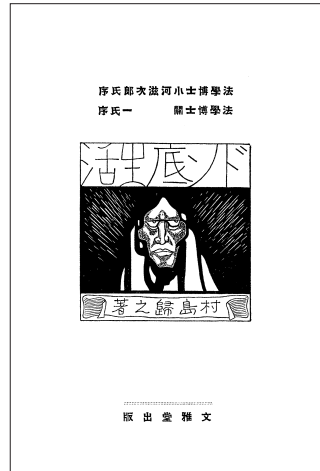 法學博士小河滋次郎氏序
法學博士關 一氏序
ドン底生活
村島歸之著
文雅堂出版